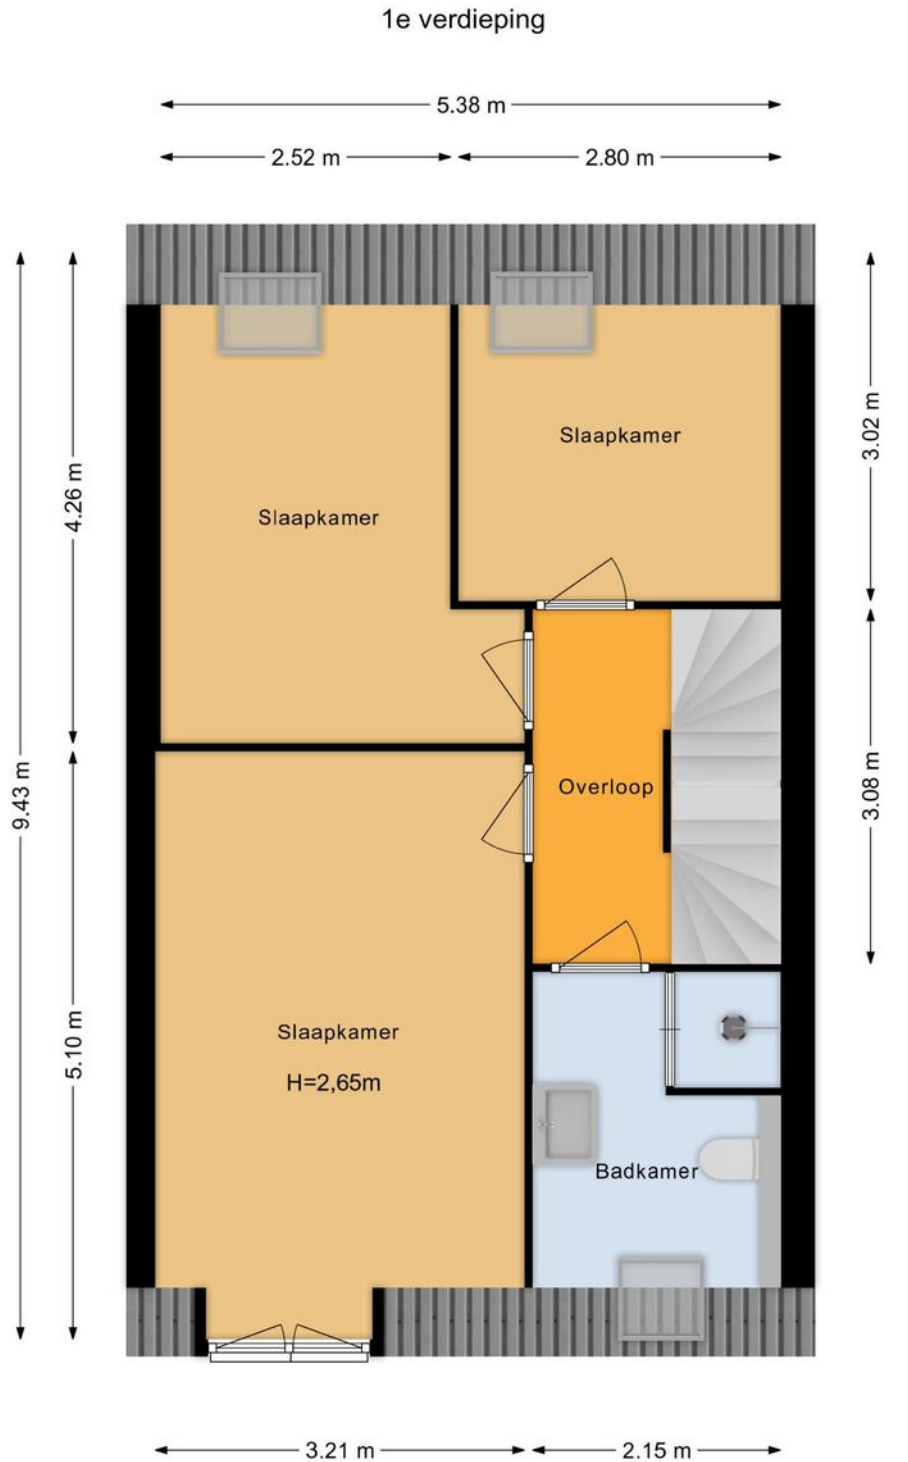 1e verdieping
5.38 m
2.52 m
2.80 m
3.02 m
Slaapkamer
4.26 m
Slaapkamer
9.43 m
3.08 m
Overloop
5.10 m
Slaapkamer
H=2,65m
Badkamer
3.21 m
2.15 m